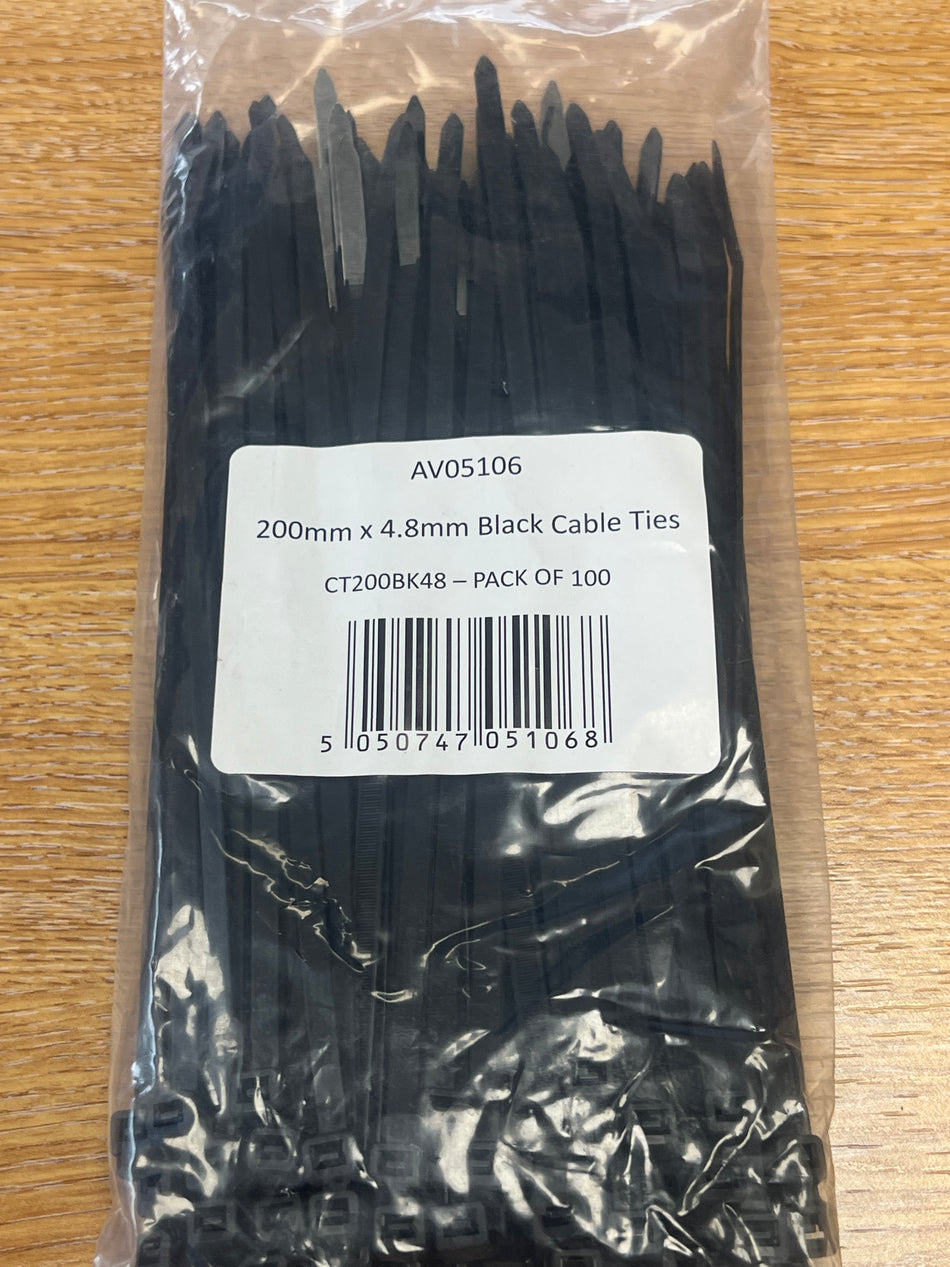 AV05106
200mm x 4.8mm Black Cable Ties
CT200BK48 – PACK OF 100
5 050747 051068